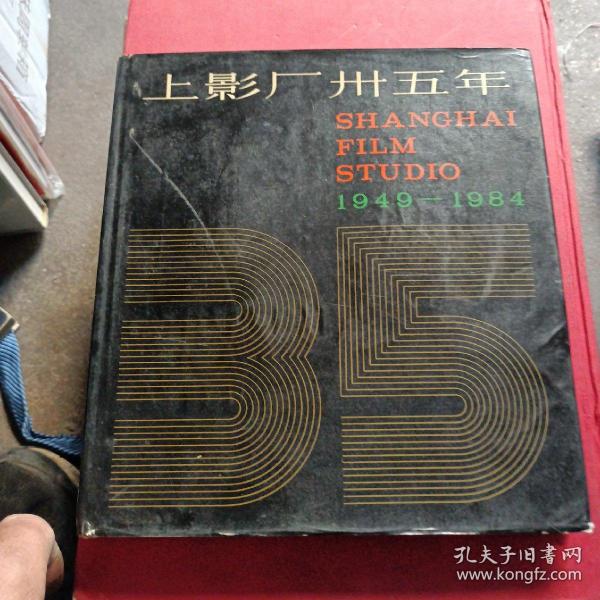 上影厂卅五年
SHANGHAI
FILM
STUDIO
1949—1984
35
孔夫子旧书网
www.kongfz.com